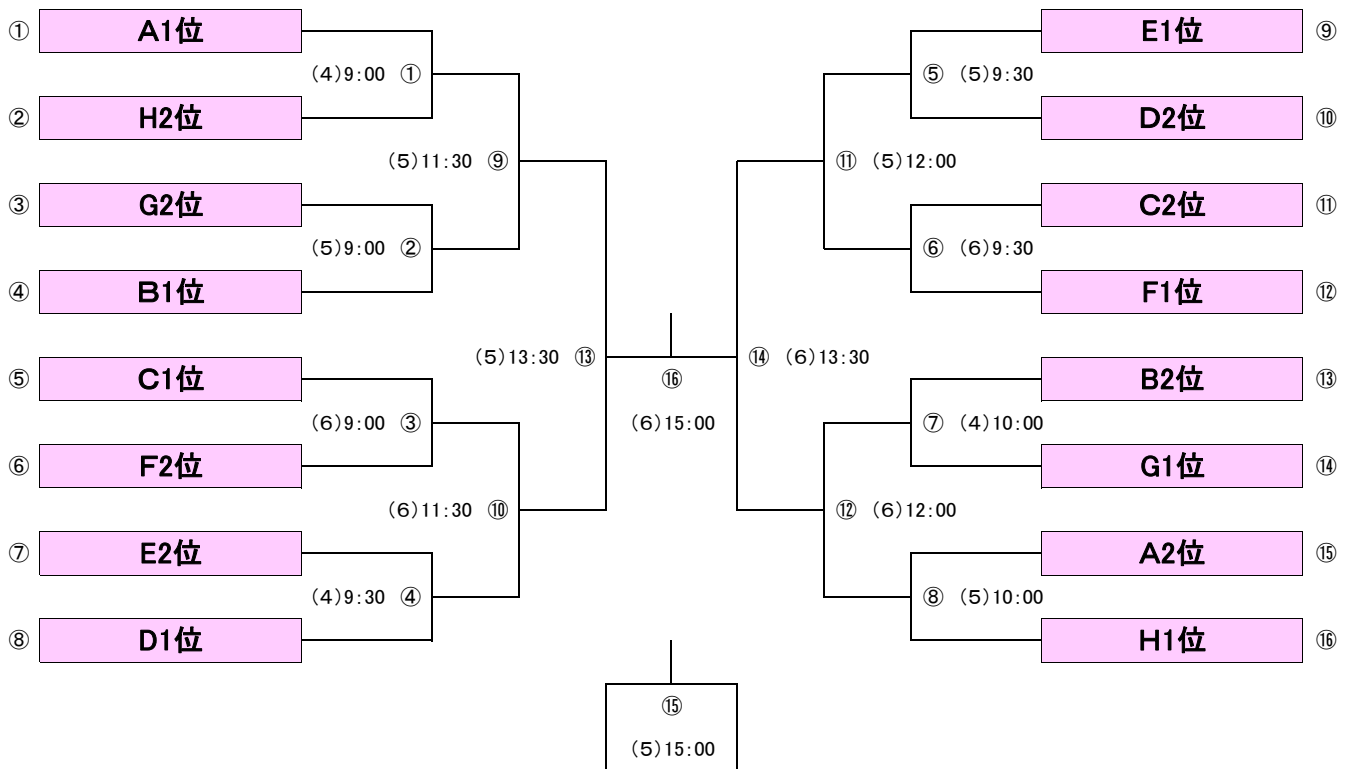 ① A1位 E1位 ⑨
(4)9:00 ① ⑤ (5)9:30
② H2位 D2位 ⑩
(5)11:30 ⑨ ⑪ (5)12:00
③ G2位 C2位 ⑪
(5)9:00 ② ⑥ (6)9:30
④ B1位 F1位 ⑫
(5)13:30 ⑬ ⑭ (6)13:30
⑤ C1位 ⑯ B2位 ⑬
(6)9:00 ③ (6)15:00 ⑦ (4)10:00
⑥ F2位 G1位 ⑭
(6)11:30 ⑩ ⑫ (6)12:00
⑦ E2位 A2位 ⑮
(4)9:30 ④ ⑧ (5)10:00
⑧ D1位 H1位 ⑯
⑮
(5)15:00